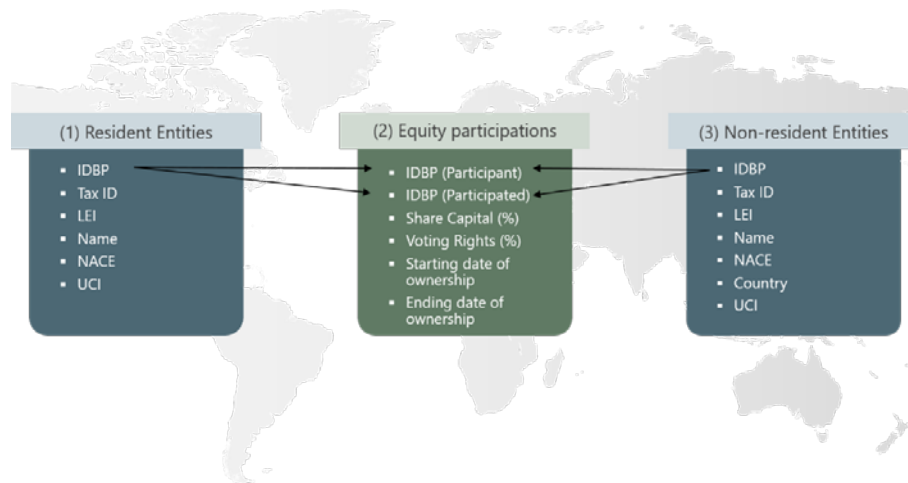 (1) Resident Entities
▪ IDBP
▪ Tax ID
▪ LEI
▪ Name
▪ NACE
▪ UCI
(2) Equity participations
▪ IDBP (Participant)
▪ IDBP (Participated)
▪ Share Capital (%)
▪ Voting Rights (%)
▪ Starting date of
ownership
▪ Ending date of
ownership
(3) Non-resident Entities
▪ IDBP
▪ Tax ID
▪ LEI
▪ Name
▪ NACE
▪ Country
▪ UCI